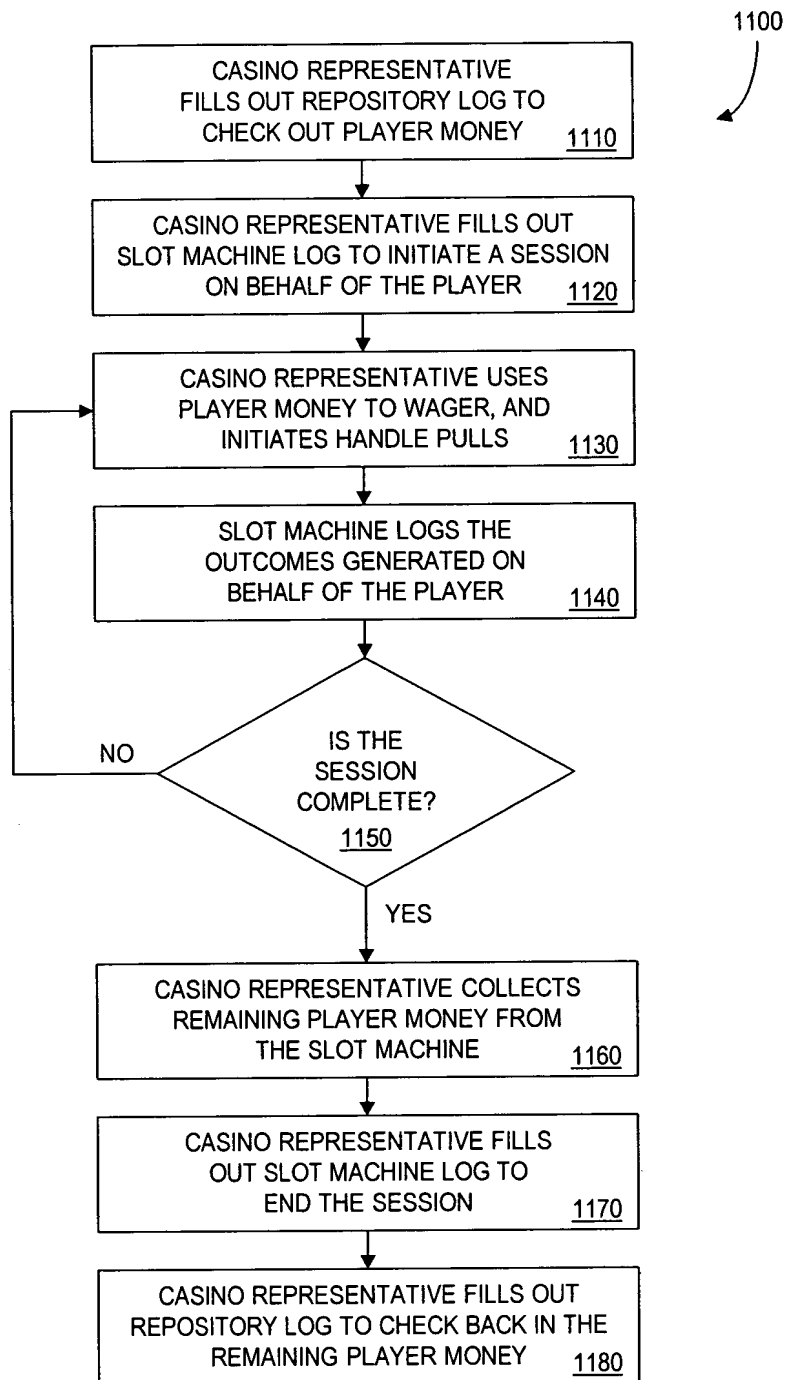 1100
CASINO REPRESENTATIVE
FILLS OUT REPOSITORY LOG TO
CHECK OUT PLAYER MONEY
1110
CASINO REPRESENTATIVE FILLS OUT
SLOT MACHINE LOG TO INITIATE A SESSION
ON BEHALF OF THE PLAYER
1120
CASINO REPRESENTATIVE USES
PLAYER MONEY TO WAGER, AND
INITIATES HANDLE PULLS
1130
SLOT MACHINE LOGS THE
OUTCOMES GENERATED ON
BEHALF OF THE PLAYER
1140
NO
IS THE
SESSION
COMPLETE?
1150
YES
CASINO REPRESENTATIVE COLLECTS
REMAINING PLAYER MONEY FROM
THE SLOT MACHINE
1160
CASINO REPRESENTATIVE FILLS
OUT SLOT MACHINE LOG TO
END THE SESSION
1170
CASINO REPRESENTATIVE FILLS OUT
REPOSITORY LOG TO CHECK BACK IN THE
REMAINING PLAYER MONEY
1180